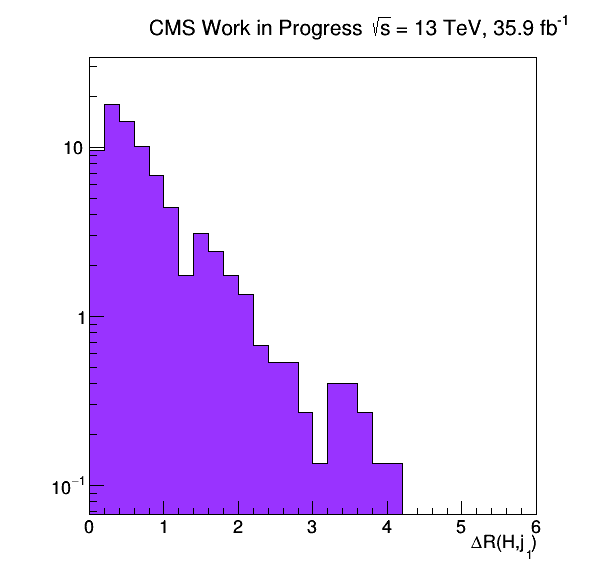 CMS Work in Progress √s = 13 TeV, 35.9 fb⁻¹
10
1
10⁻¹
0 1 2 3 4 5 6
ΔR(H,j₁)